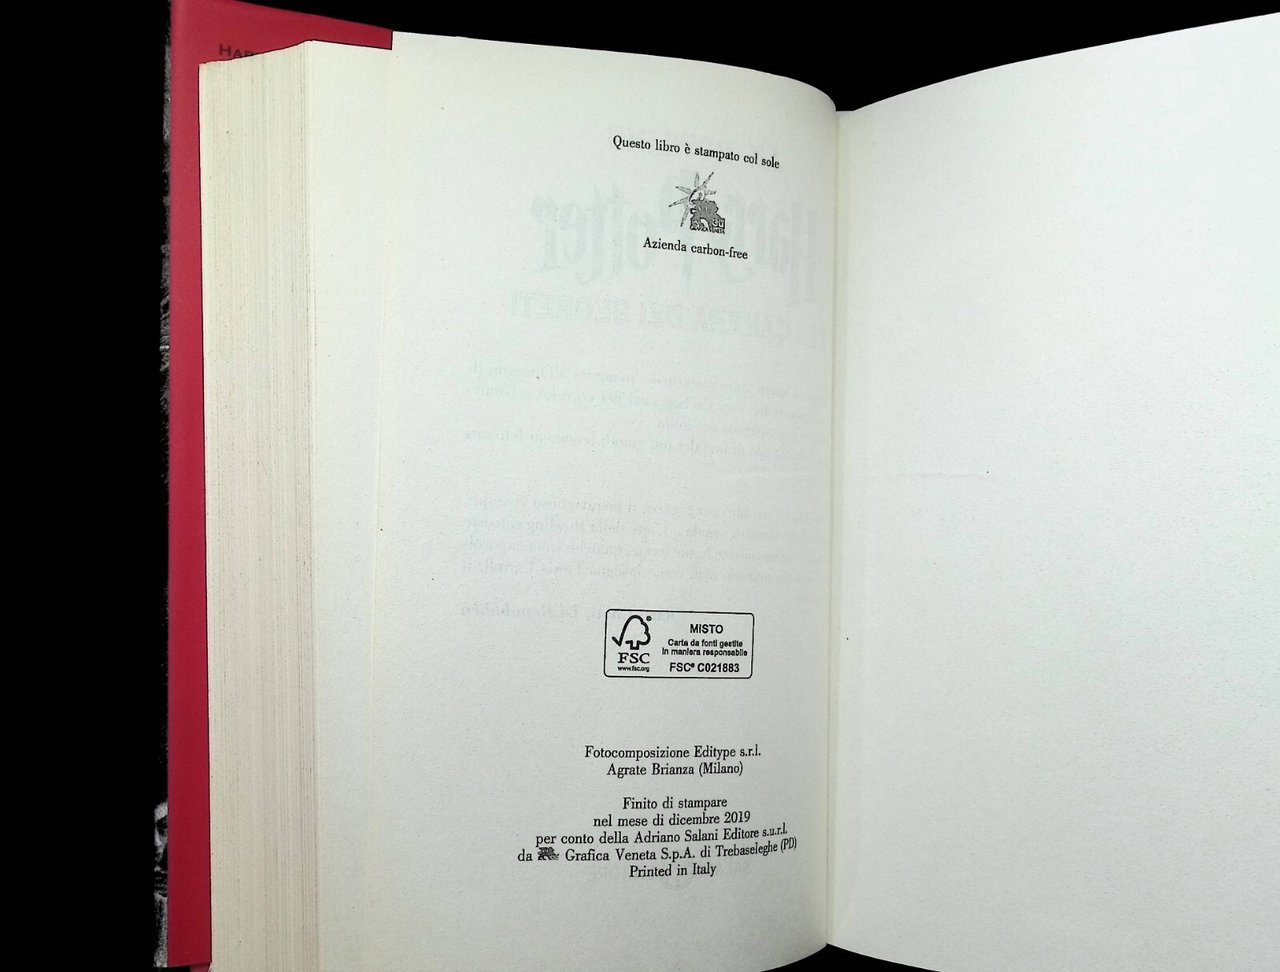 Questo libro è stampato col sole
GRAFICA VENETA
Azienda carbon-free
FSC®
www.fsc.org
MISTO
Carta da fonti gestite
in maniera responsabile
FSC® C021883
Fotocomposizione Editype s.r.l.
Agrate Brianza (Milano)
Finito di stampare
nel mese di dicembre 2019
per conto della Adriano Salani Editore s.u.r.l.
da Grafica Veneta S.p.A. di Trebaseleghe (PD)
Printed in Italy